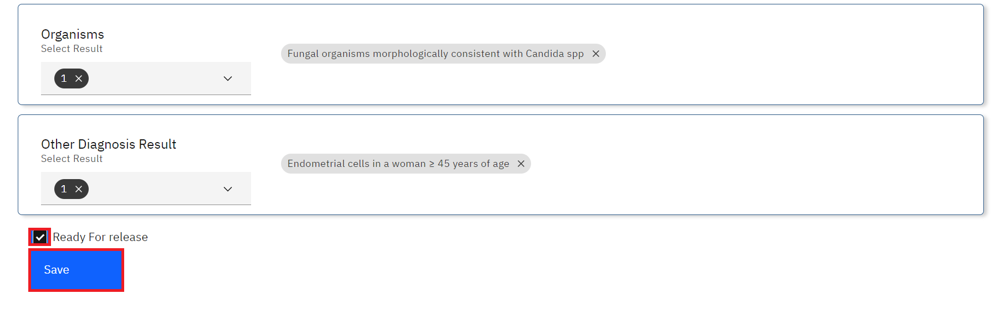 Organisms
Select Result
Fungal organisms morphologically consistent with Candida spp
1
Other Diagnosis Result
Select Result
Endometrial cells in a woman ≥ 45 years of age
1
Ready For release
Save